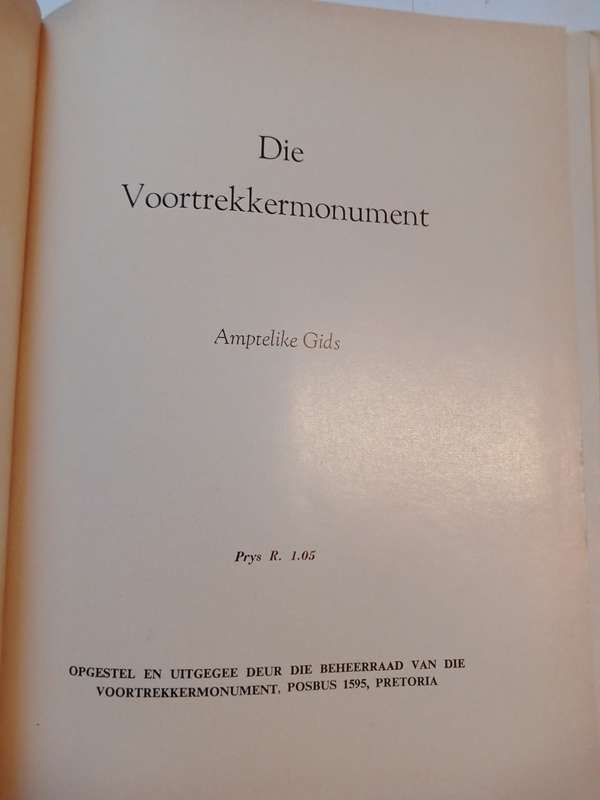 Die
Voortrekkermonument
Amptelike Gids
Prys R. 1.05
OPGESTEL EN UITGEGEE DEUR DIE BEHEERRAAD VAN DIE
VOORTREKKERMONUMENT, POSBUS 1595, PRETORIA